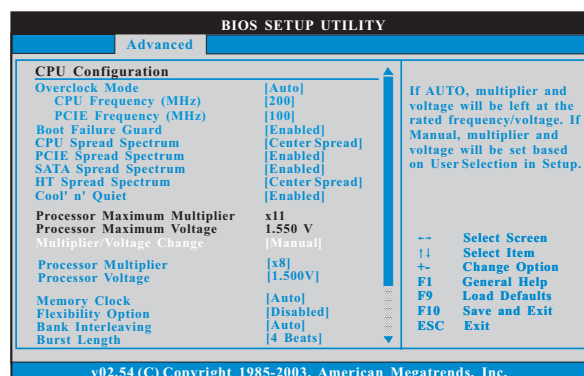 BIOS SETUP UTILITY
Advanced
CPU Configuration
Overclock Mode [Auto]
CPU Frequency (MHz) [200]
PCIE Frequency (MHz) [100]
Boot Failure Guard [Enabled]
CPU Spread Spectrum [Center Spread]
PCIE Spread Spectrum [Enabled]
SATA Spread Spectrum [Enabled]
HT Spread Spectrum [Center Spread]
Cool' n' Quiet [Enabled]
Processor Maximum Multiplier x11
Processor Maximum Voltage 1.550 V
Multiplier/Voltage Change [Manual]
Processor Multiplier [x8]
Processor Voltage [1.500V]
Memory Clock [Auto]
Flexibility Option [Disabled]
Bank Interleaving [Auto]
Burst Length [4 Beats]
If AUTO, multiplier and
voltage will be left at the
rated frequency/voltage. If
Manual, multiplier and
voltage will be set based
on User Selection in Setup.
←→ Select Screen
↑↓ Select Item
+- Change Option
F1 General Help
F9 Load Defaults
F10 Save and Exit
ESC Exit
v02.54 (C) Copyright 1985-2003, American Megatrends, Inc.